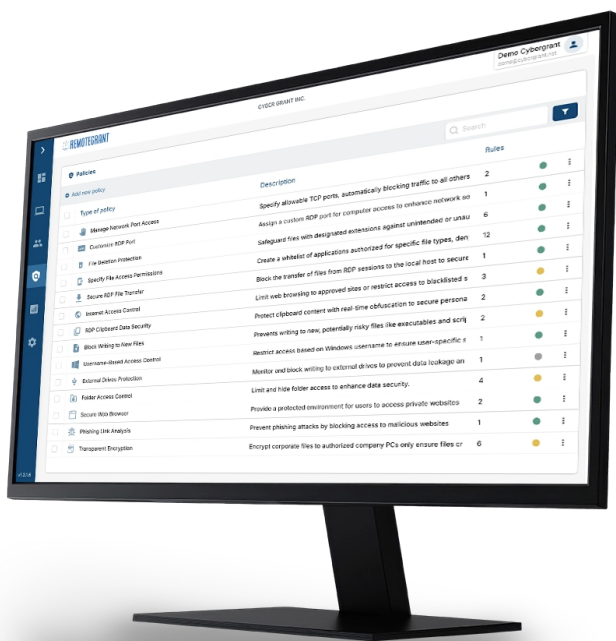 Demo Cybergrant
CYBER GRANT INC.
REMOTEGRANT
Search
Policies
Add new policy
Type of policy Description Rules
Manage Network Port Access Specify allowable TCP ports, automatically blocking traffic to all others 2
Customize RDP Port Assign a custom RDP port for computer access to enhance network se 1
File Deletion Protection Safeguard files with designated extensions against unintended or unau 6
Specify File Access Permissions Create a whitelist of applications authorized for specific file types, den 12
Secure RDP File Transfer Block the transfer of files from RDP sessions to the local host to secure 1
Internet Access Control Limit web browsing to approved sites or restrict access to blacklisted s 3
RDP Clipboard Data Security Protect clipboard content with real-time obfuscation to secure persona 2
Block Writing to New Files Prevents writing to new, potentially risky files like executables and scrip 2
Username-Based Access Control Restrict access based on Windows username to ensure user-specific s 1
External Drives Protection Monitor and block writing to external drives to prevent data leakage an 1
Folder Access Control Limit and hide folder access to enhance data security. 4
Secure Web Browser Provide a protected environment for users to access private websites 2
Phishing Link Analysis Prevent phishing attacks by blocking access to malicious websites 1
Transparent Encryption Encrypt corporate files to authorized company PCs only ensure files cr 6